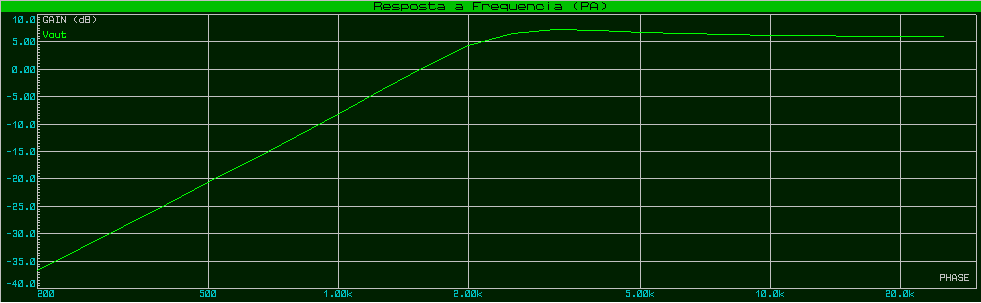 Resposta a Frequencia (PA)
10.0 GAIN (dB)
Vout
5.00
0.00
-5.00
-10.0
-15.0
-20.0
-25.0
-30.0
-35.0
-40.0
PHASE
200 500 1.00k 2.00k 5.00k 10.0k 20.0k